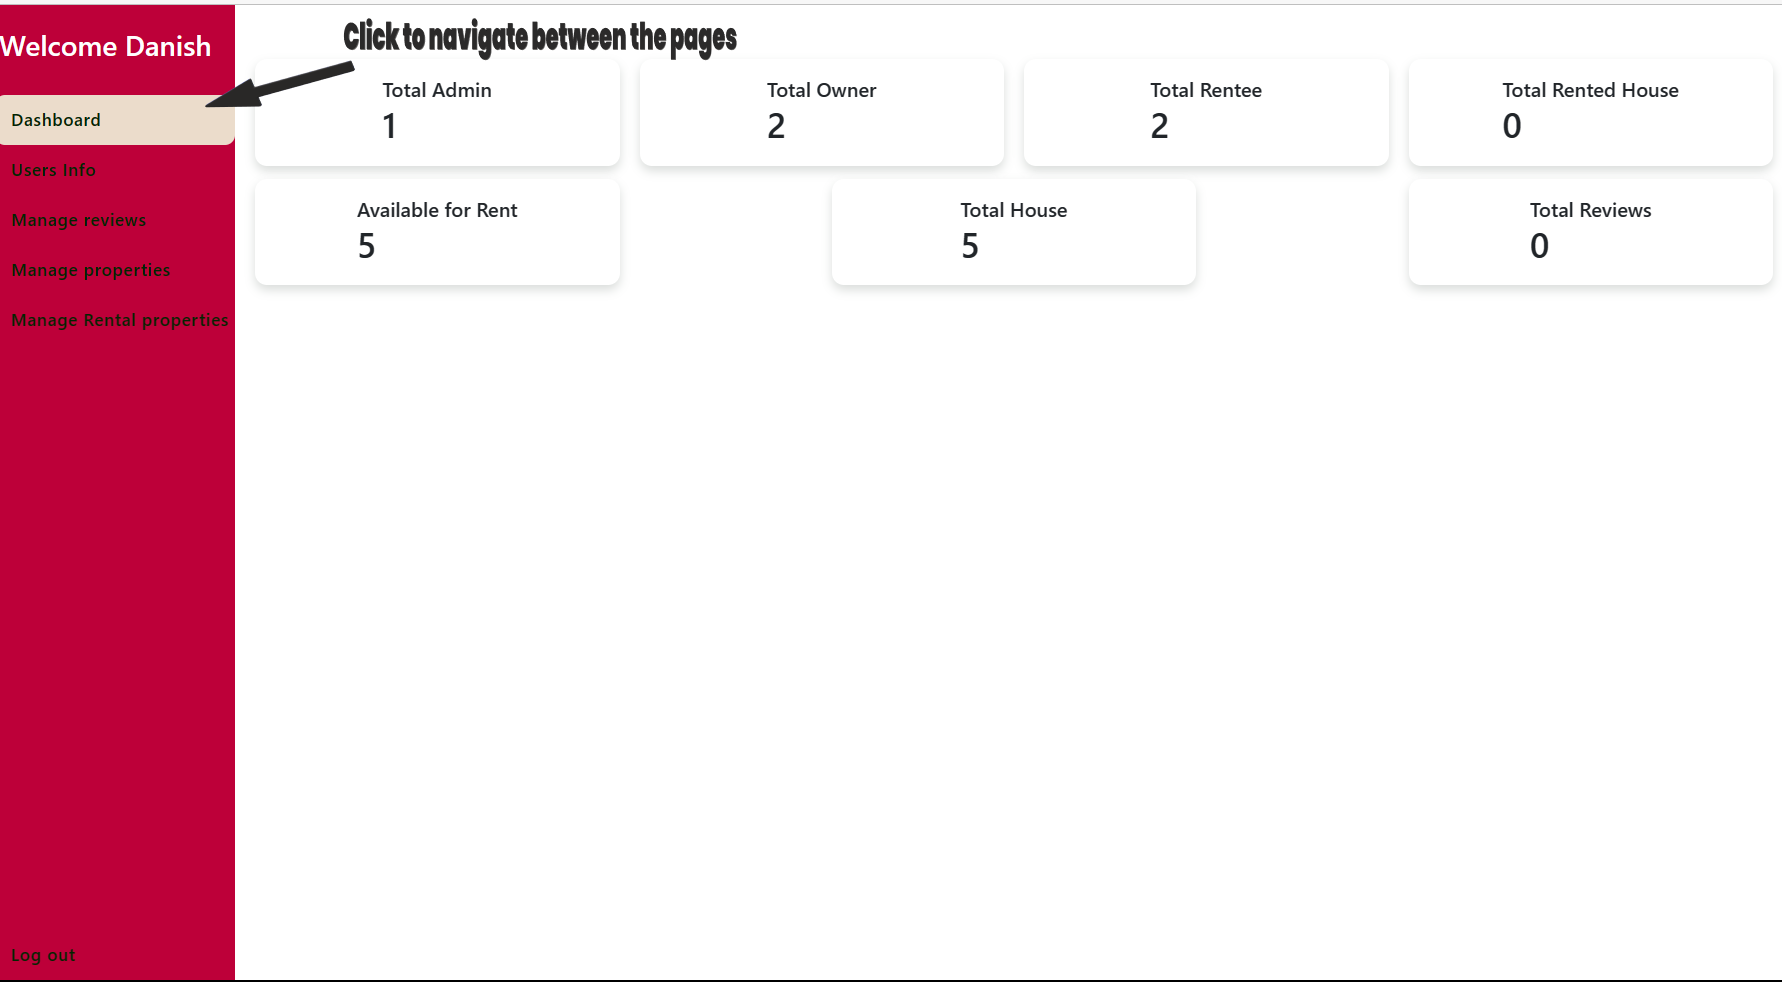 Welcome Danish
Click to navigate between the pages
Dashboard
Users Info
Manage reviews
Manage properties
Manage Rental properties
Log out
Total Admin
1
Total Owner
2
Total Rentee
2
Total Rented House
0
Available for Rent
5
Total House
5
Total Reviews
0